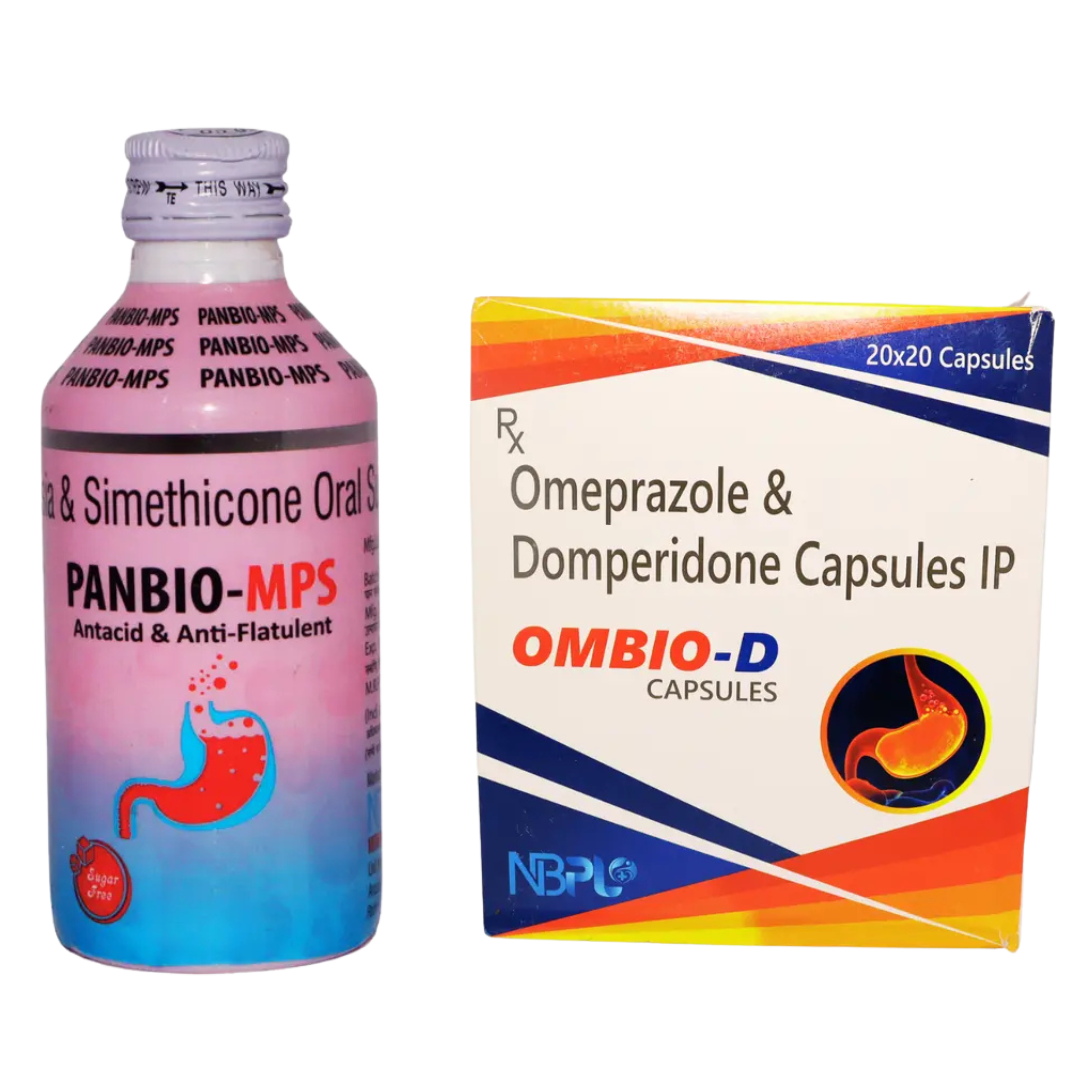 THIS WAY
TE
PANBIO-MPS PANBIO-MPS
PANBIO-MPS PANBIO-MPS
PANBIO-MPS PANBIO-MPS
& Simethicone Oral
PANBIO-MPS
Antacid & Anti-Flatulent
Sugar
Free
20x20 Capsules
Rx
Omeprazole &
Domperidone Capsules IP
OMBIO-D
CAPSULES
NBPL